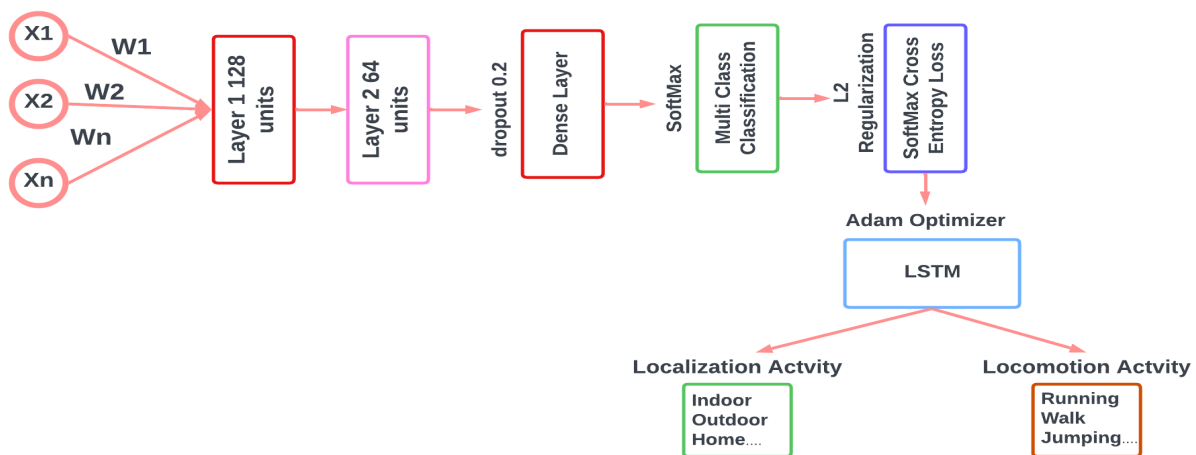 X1
W1
X2
W2
Wn
Xn
Layer 1 128
units
Layer 2 64
units
dropout 0.2
Dense Layer
SoftMax
Multi Class
Classification
L2
Regularization
SoftMax Cross
Entropy Loss
Adam Optimizer
LSTM
Localization Actvity
Indoor
Outdoor
Home....
Locomotion Actvity
Running
Walk
Jumping....